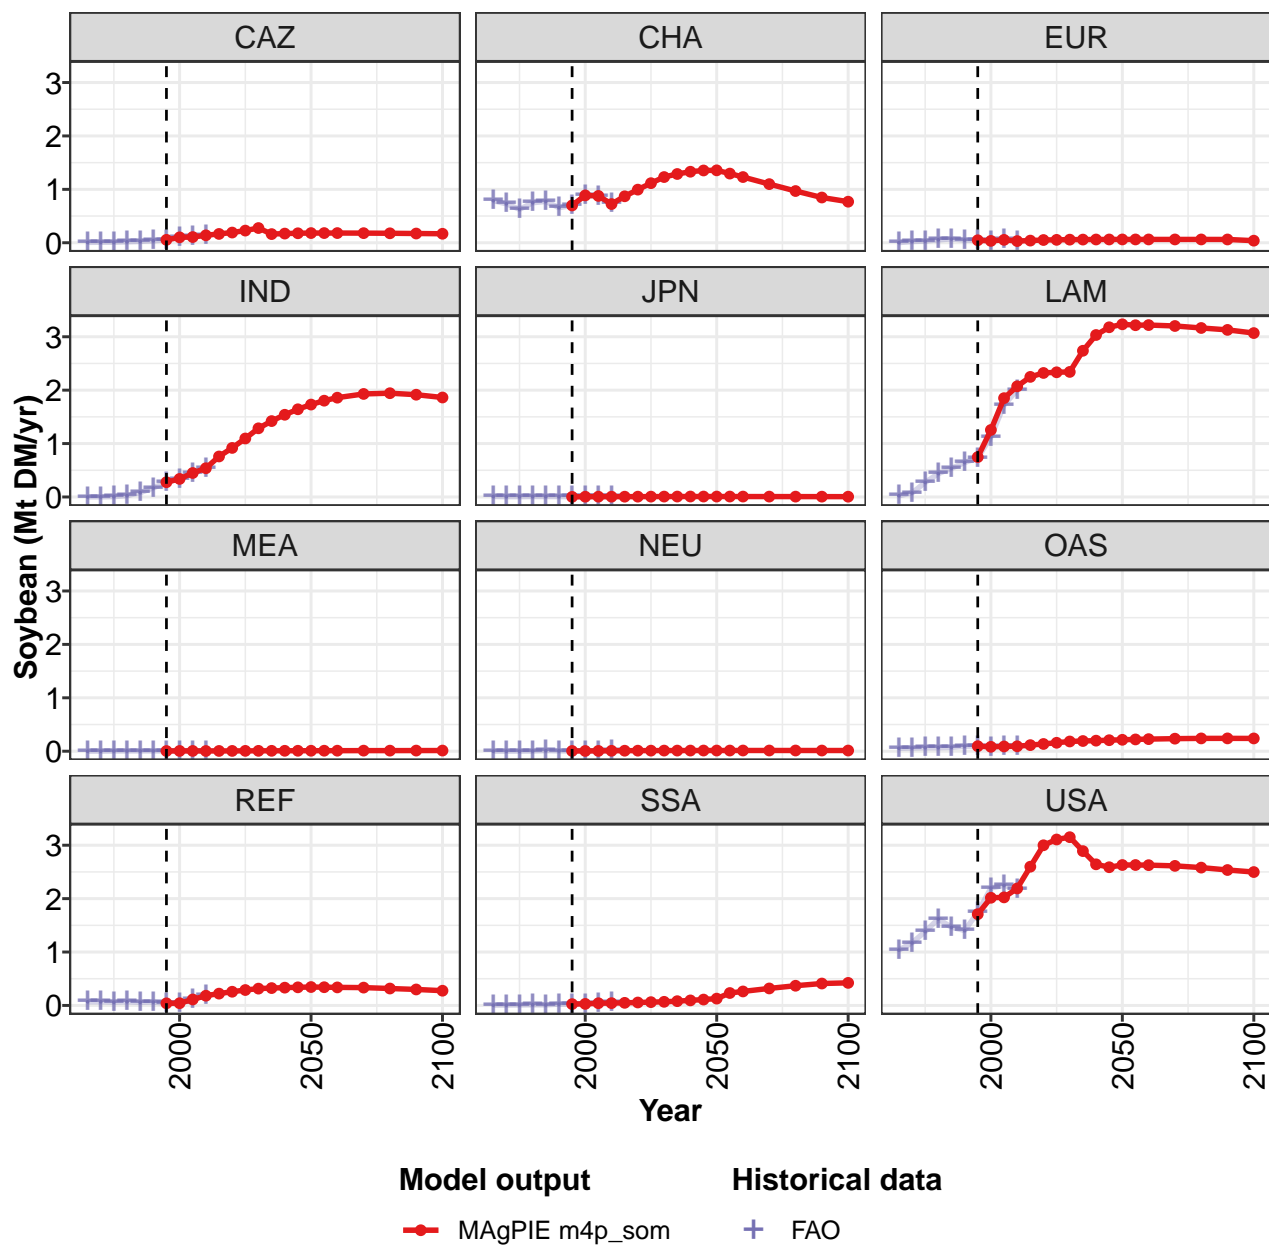 CAZ CHA EUR
3
2
1
0
IND JPN LAM
3
2
1
0
Soybean (Mt DM/yr)
MEA NEU OAS
3
2
1
0
REF SSA USA
3
2
1
0
2000 2050 2100 2000 2050 2100 2000 2050 2100
Year
Model output Historical data
MAgPIE m4p_som FAO